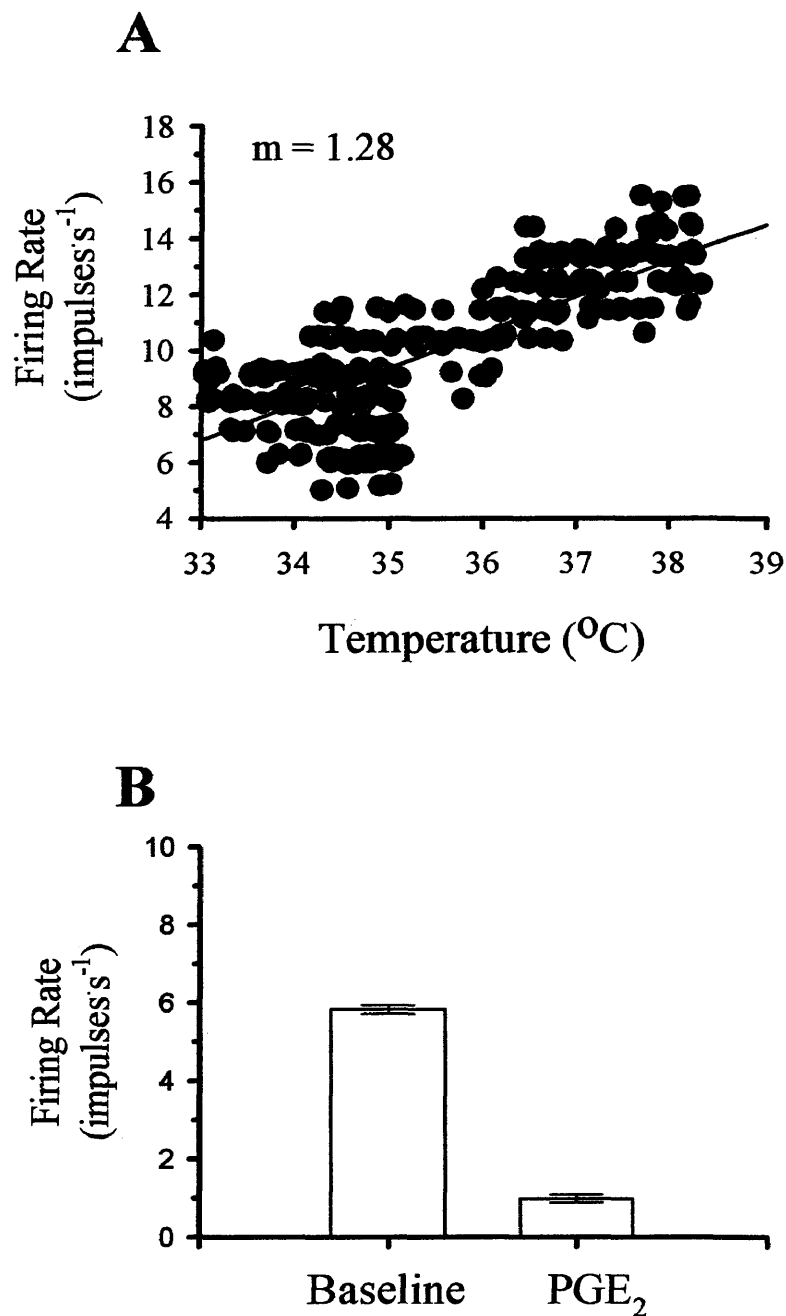 A
m = 1.28
Firing Rate
(impulses·s⁻¹)
18
16
14
12
10
8
6
4
33 34 35 36 37 38 39
Temperature (°C)
B
Firing Rate
(impulses·s⁻¹)
10
8
6
4
2
0
Baseline PGE₂